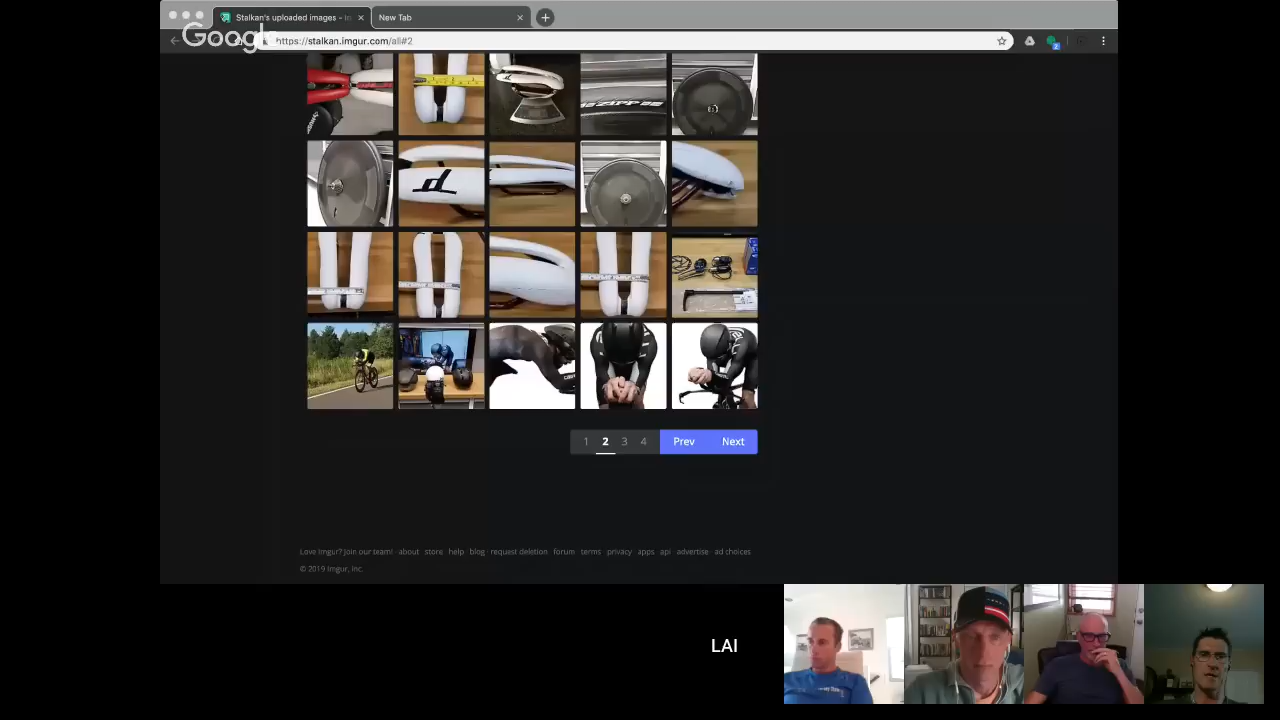 Stalkan's uploaded images - Im
New Tab
Google
https://stalkan.imgur.com/all#2
ZIPP
1 2 3 4 Prev Next
Love Imgur? Join our team! · about store help blog · request deletion forum terms privacy apps api advertise ad choices
© 2019 Imgur, Inc.
LAI